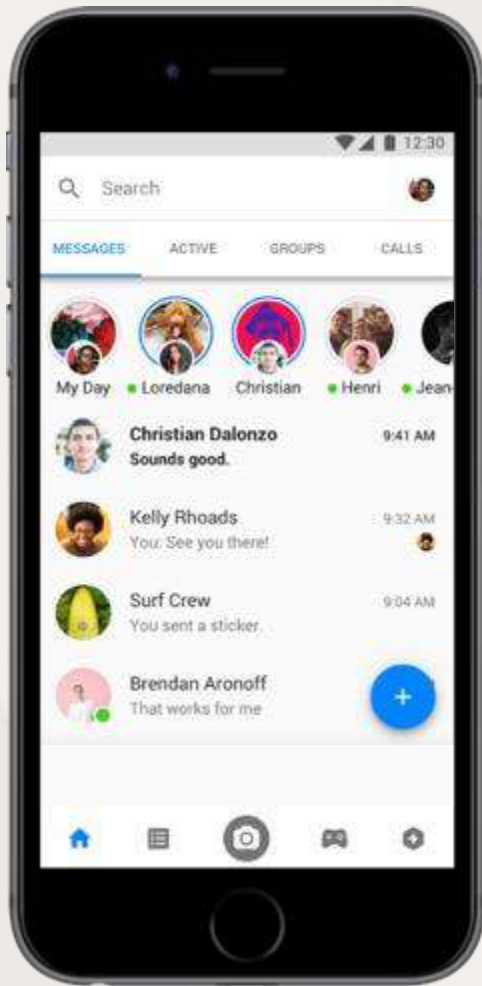 12:30
Search
MESSAGES ACTIVE GROUPS CALLS
My Day Loredana Christian Henri Jean-
Christian Dalonzo 9:41 AM
Sounds good.
Kelly Rhoads 9:32 AM
You: See you there!
Surf Crew 9:04 AM
You sent a sticker.
Brendan Aronoff
That works for me